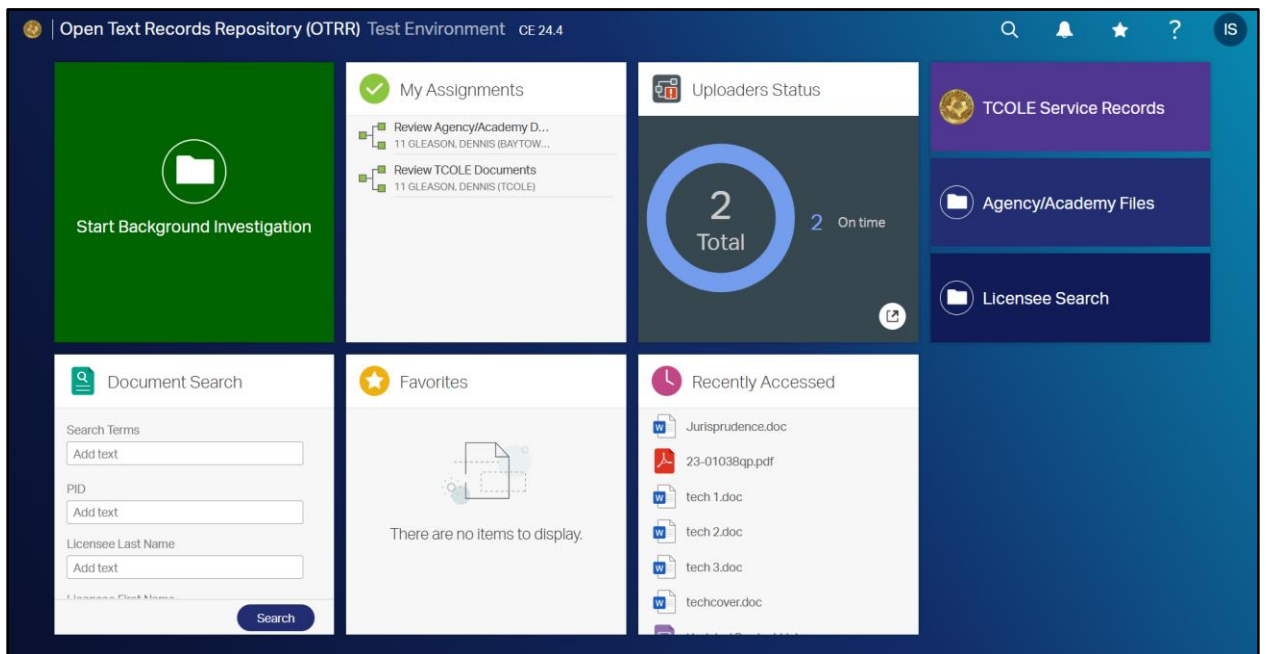 Open Text Records Repository (OTRR) Test Environment CE 24.4
IS
Start Background Investigation
My Assignments
Review Agency/Academy D...
11 GLEASON, DENNIS (BAYTOW...
Review TCOLE Documents
11 GLEASON, DENNIS (TCOLE)
Uploaders Status
2
Total
2 On time
TCOLE Service Records
Agency/Academy Files
Licensee Search
Document Search
Search Terms
Add text
PID
Add text
Licensee Last Name
Add text
Licensee First Name
Search
Favorites
There are no items to display.
Recently Accessed
Jurisprudence.doc
23-01038qp.pdf
tech 1.doc
tech 2.doc
tech 3.doc
techcover.doc